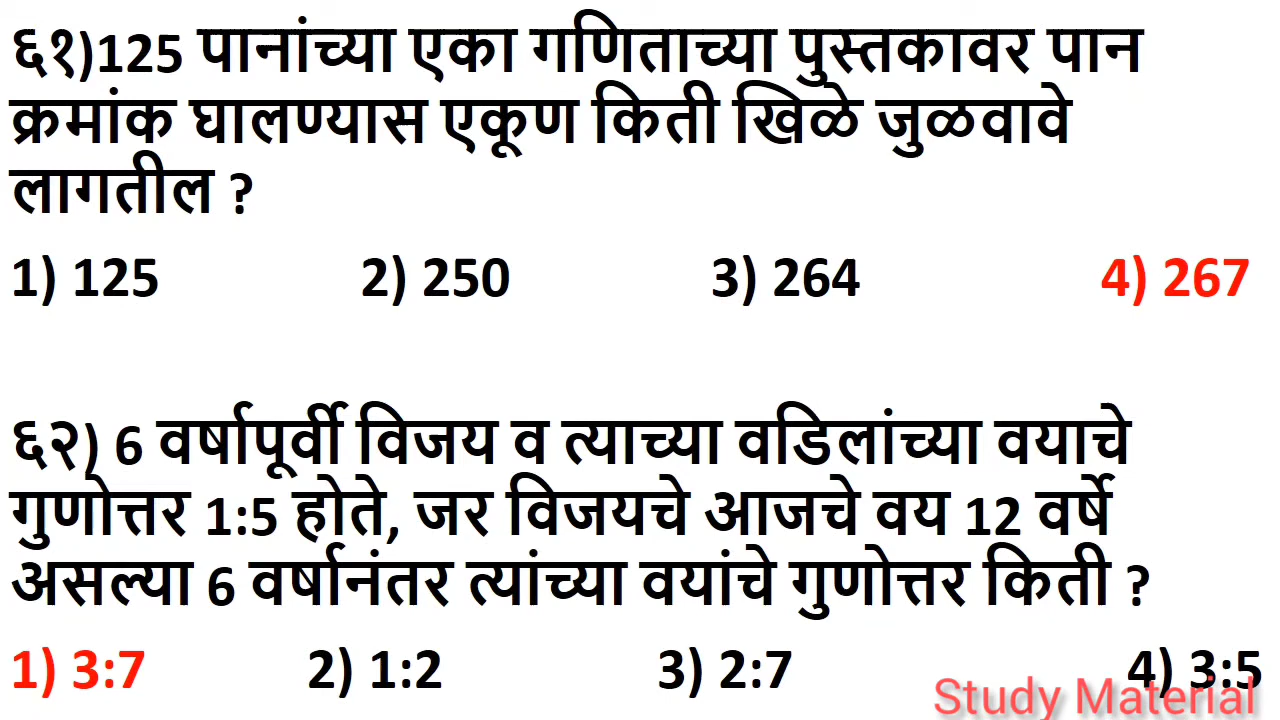 ६१)125 पानांच्या एका गणिताच्या पुस्तकावर पान
क्रमांक घालण्यास एकूण किती खिळे जुळवावे
लागतील ?
1) 125 2) 250 3) 264 4) 267
६२) 6 वर्षापूर्वी विजय व त्याच्या वडिलांच्या वयाचे
गुणोत्तर 1:5 होते, जर विजयचे आजचे वय 12 वर्षे
असल्या 6 वर्षानंतर त्यांच्या वयांचे गुणोत्तर किती ?
1) 3:7 2) 1:2 3) 2:7 4) 3:5
Study Material